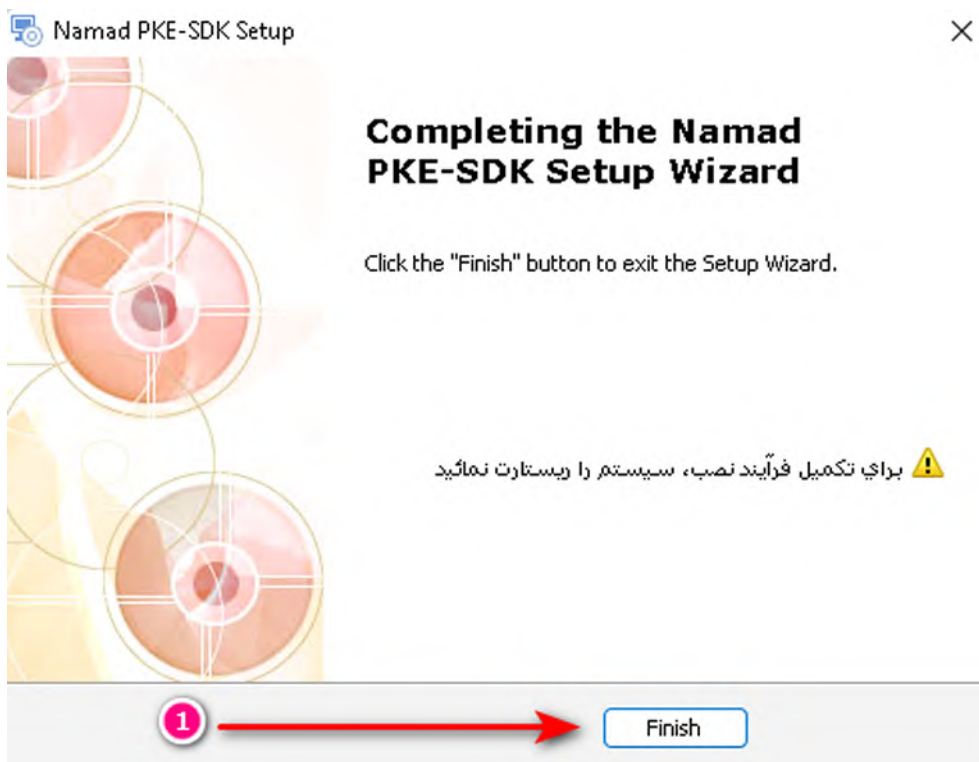 Namad PKE-SDK Setup
Completing the Namad
PKE-SDK Setup Wizard
Click the "Finish" button to exit the Setup Wizard.
براي تكميل فرآيند نصب، سيستم را ريستارت نمائيد
1
Finish